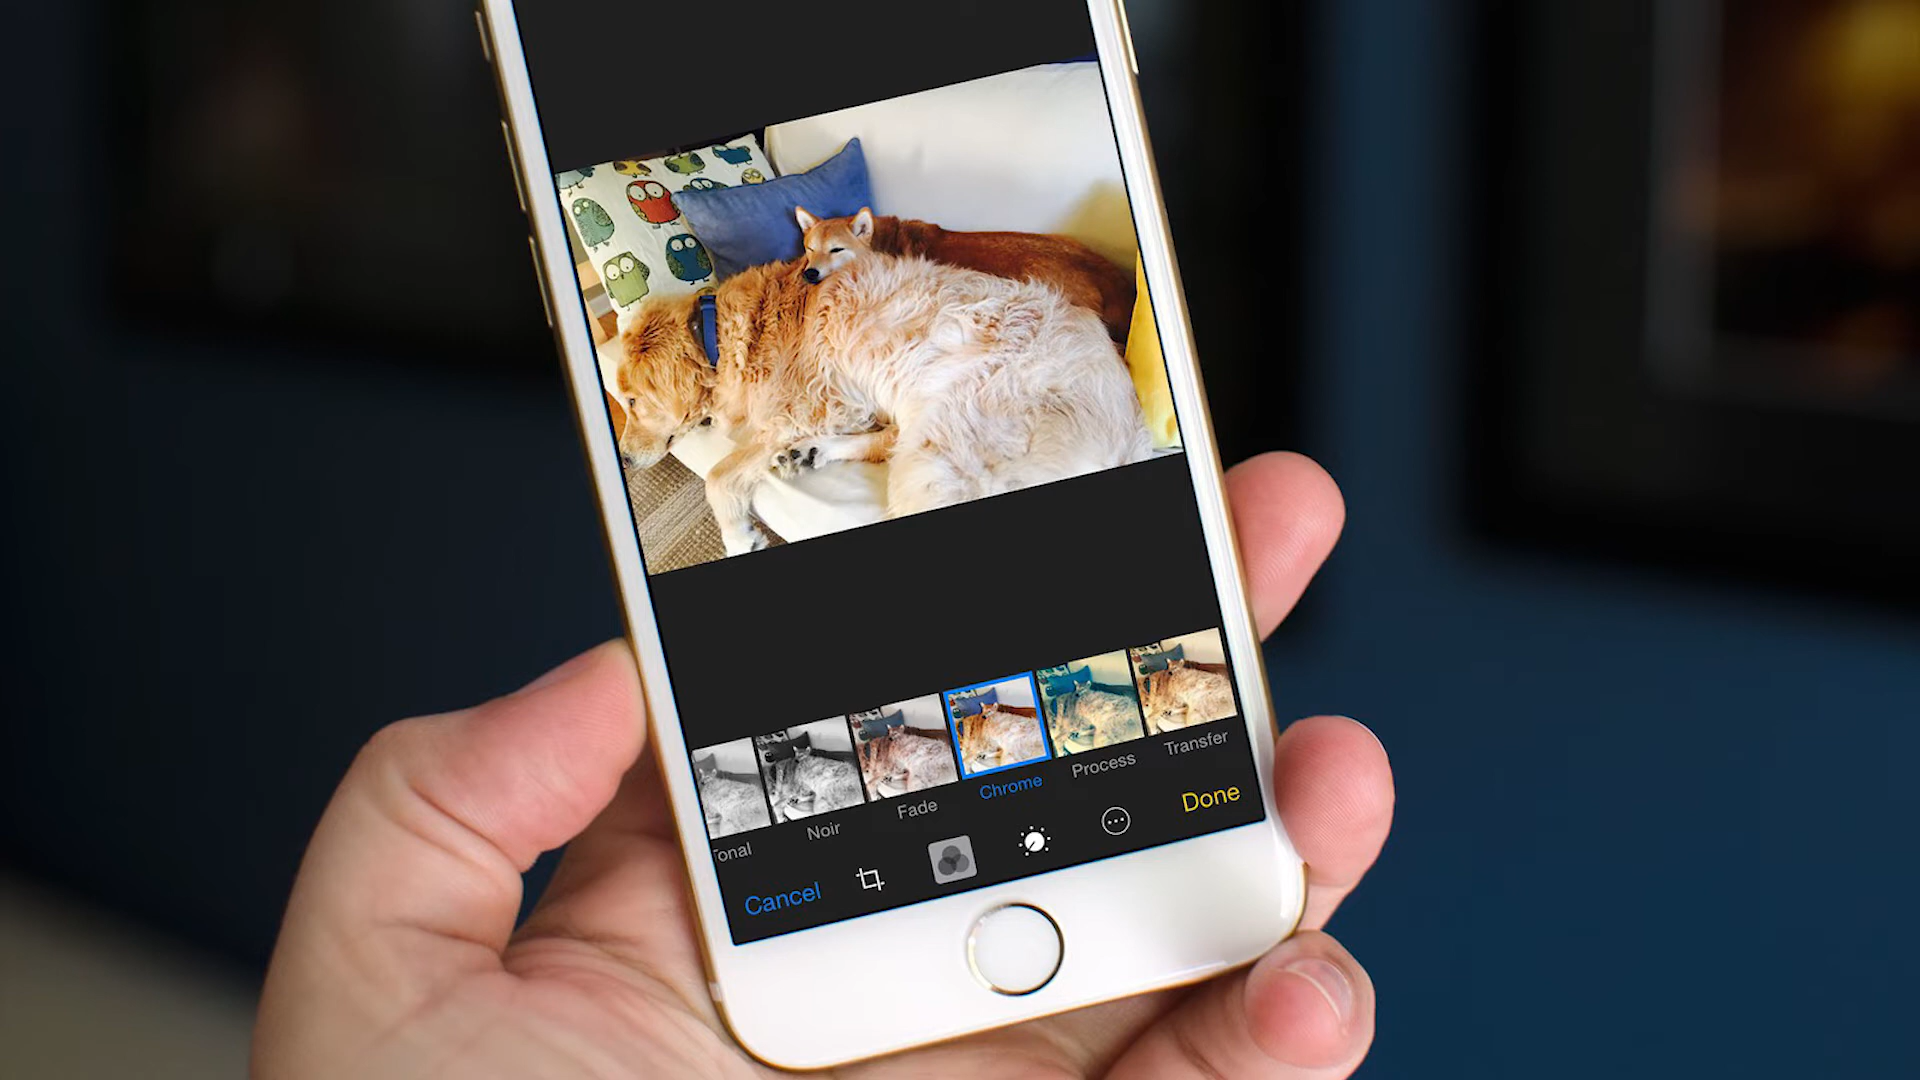 Tonal
Noir
Fade
Chrome
Process
Transfer
Cancel
Done